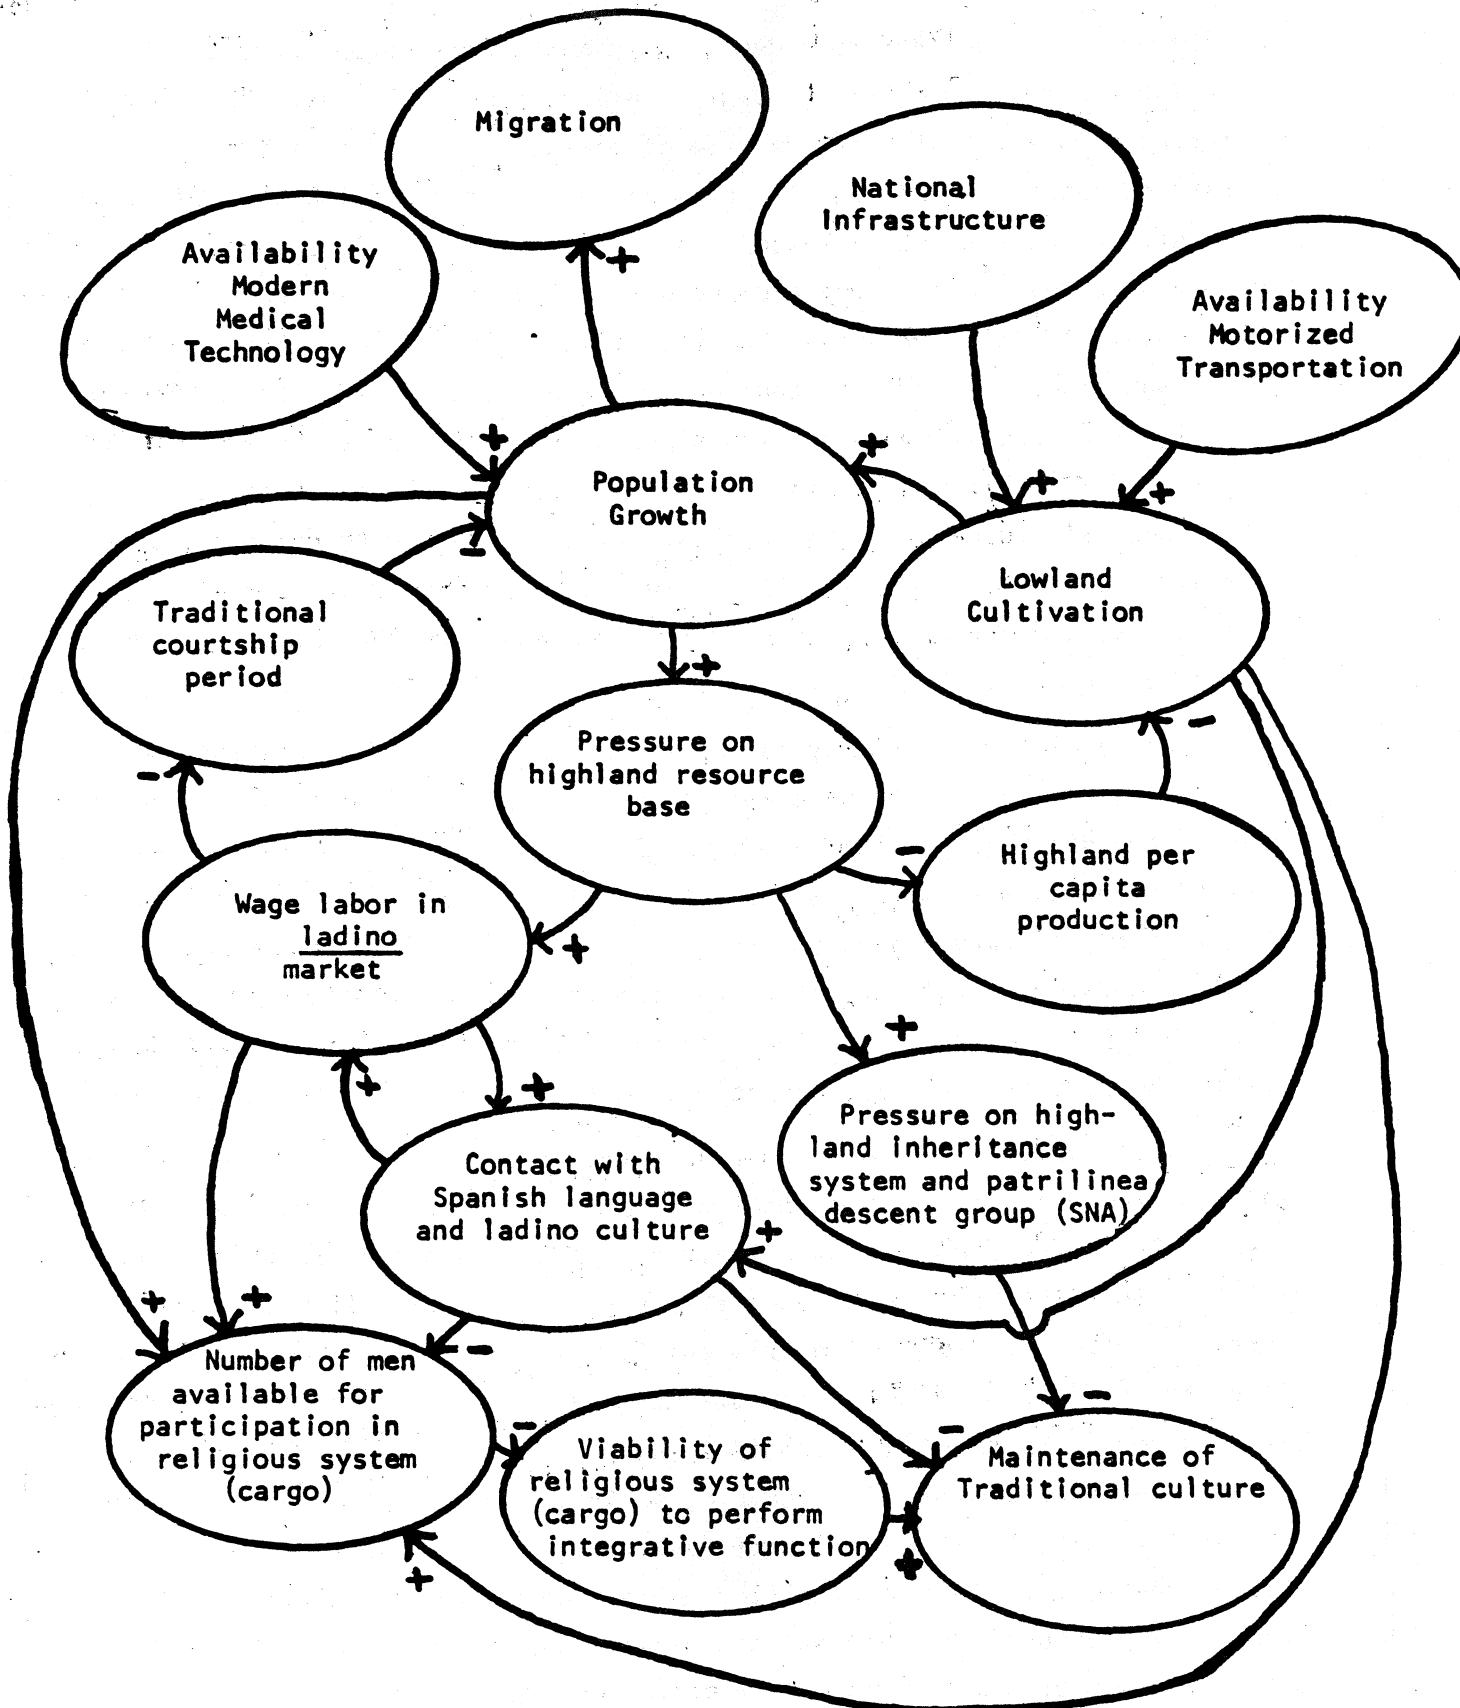 Migration
+
National
Infrastructure
Availability
Modern
Medical
Technology
Availability
Motorized
Transportation
+
+
+
+
Population
Growth
-
Lowland
Cultivation
Traditional
courtship
period
+
-
Pressure on
highland resource
base
-
-
Highland per
capita
production
Wage labor in
ladino
market
+
+
+
+
Pressure on high-
land inheritance
system and patrilinea
descent group (SNA)
Contact with
Spanish language
and ladino culture
+
+
+
-
-
-
-
Number of men
available for
participation in
religious system
(cargo)
Viability of
religious system
(cargo) to perform
integrative function
Maintenance of
Traditional culture
+
+